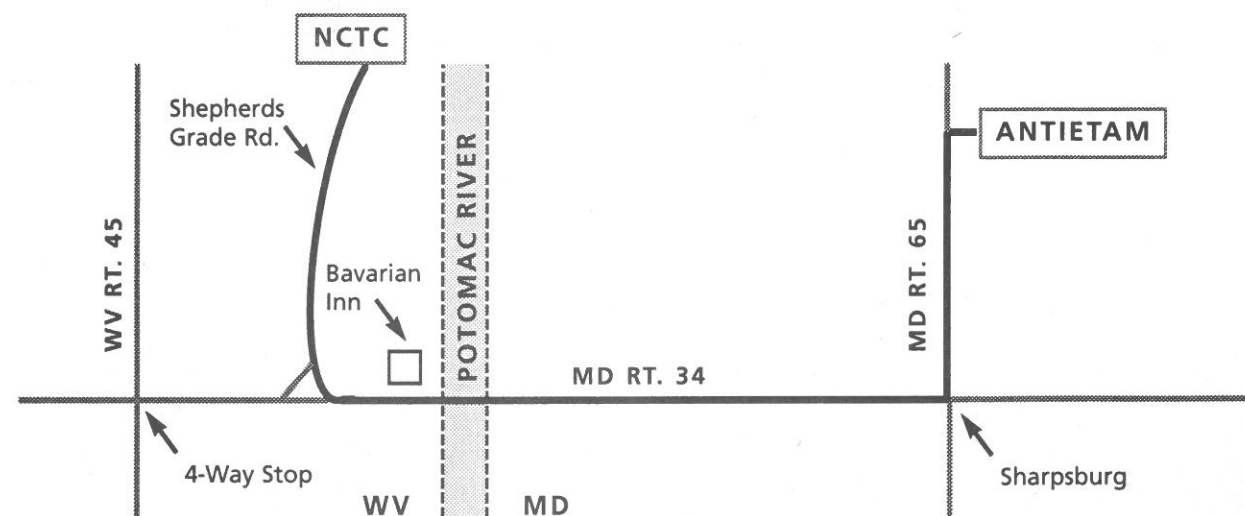 NCTC
Shepherds
Grade Rd.
ANTIETAM
WV RT. 45
POTOMAC RIVER
MD RT. 65
Bavarian
Inn
MD RT. 34
4-Way Stop
Sharpsburg
WV
MD